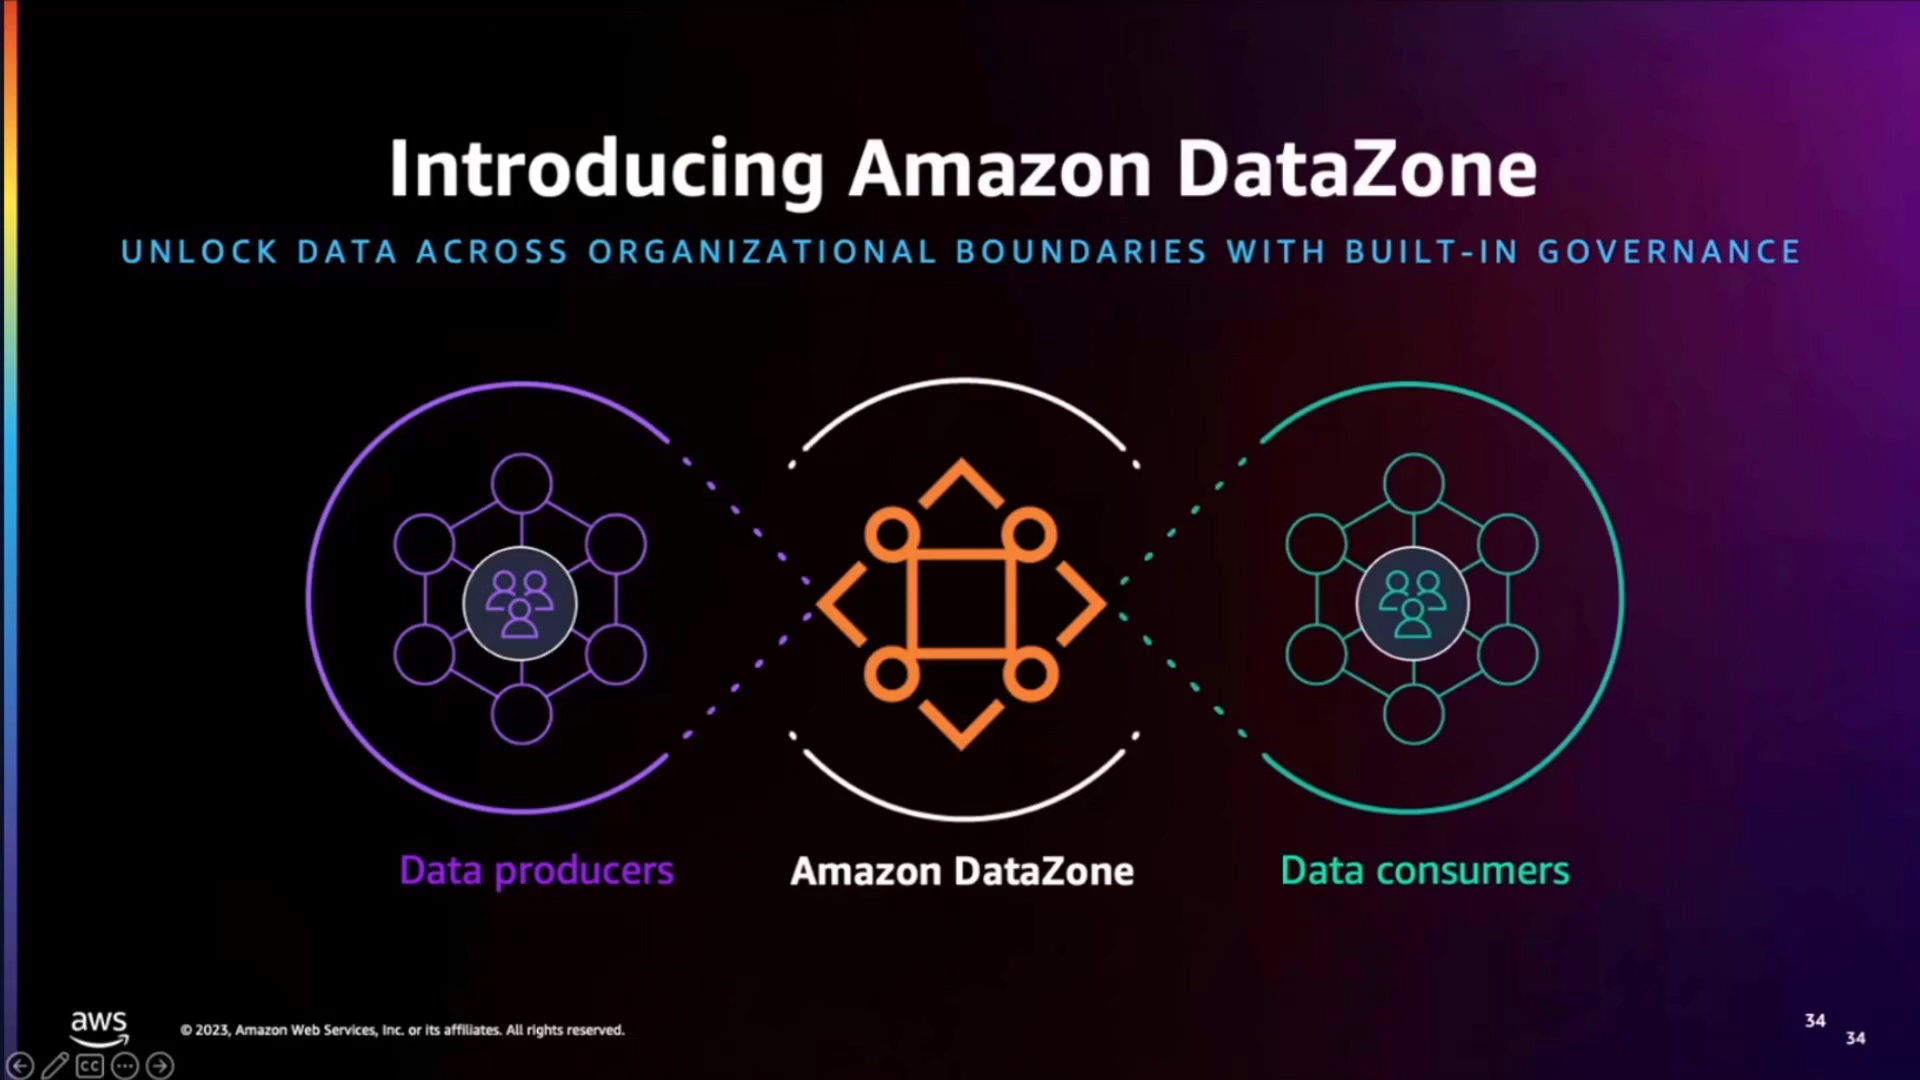 Introducing Amazon DataZone
UNLOCK DATA ACROSS ORGANIZATIONAL BOUNDARIES WITH BUILT-IN GOVERNANCE
Data producers
Amazon DataZone
Data consumers
aws
© 2023, Amazon Web Services, Inc. or its affiliates. All rights reserved.
34
34
CC